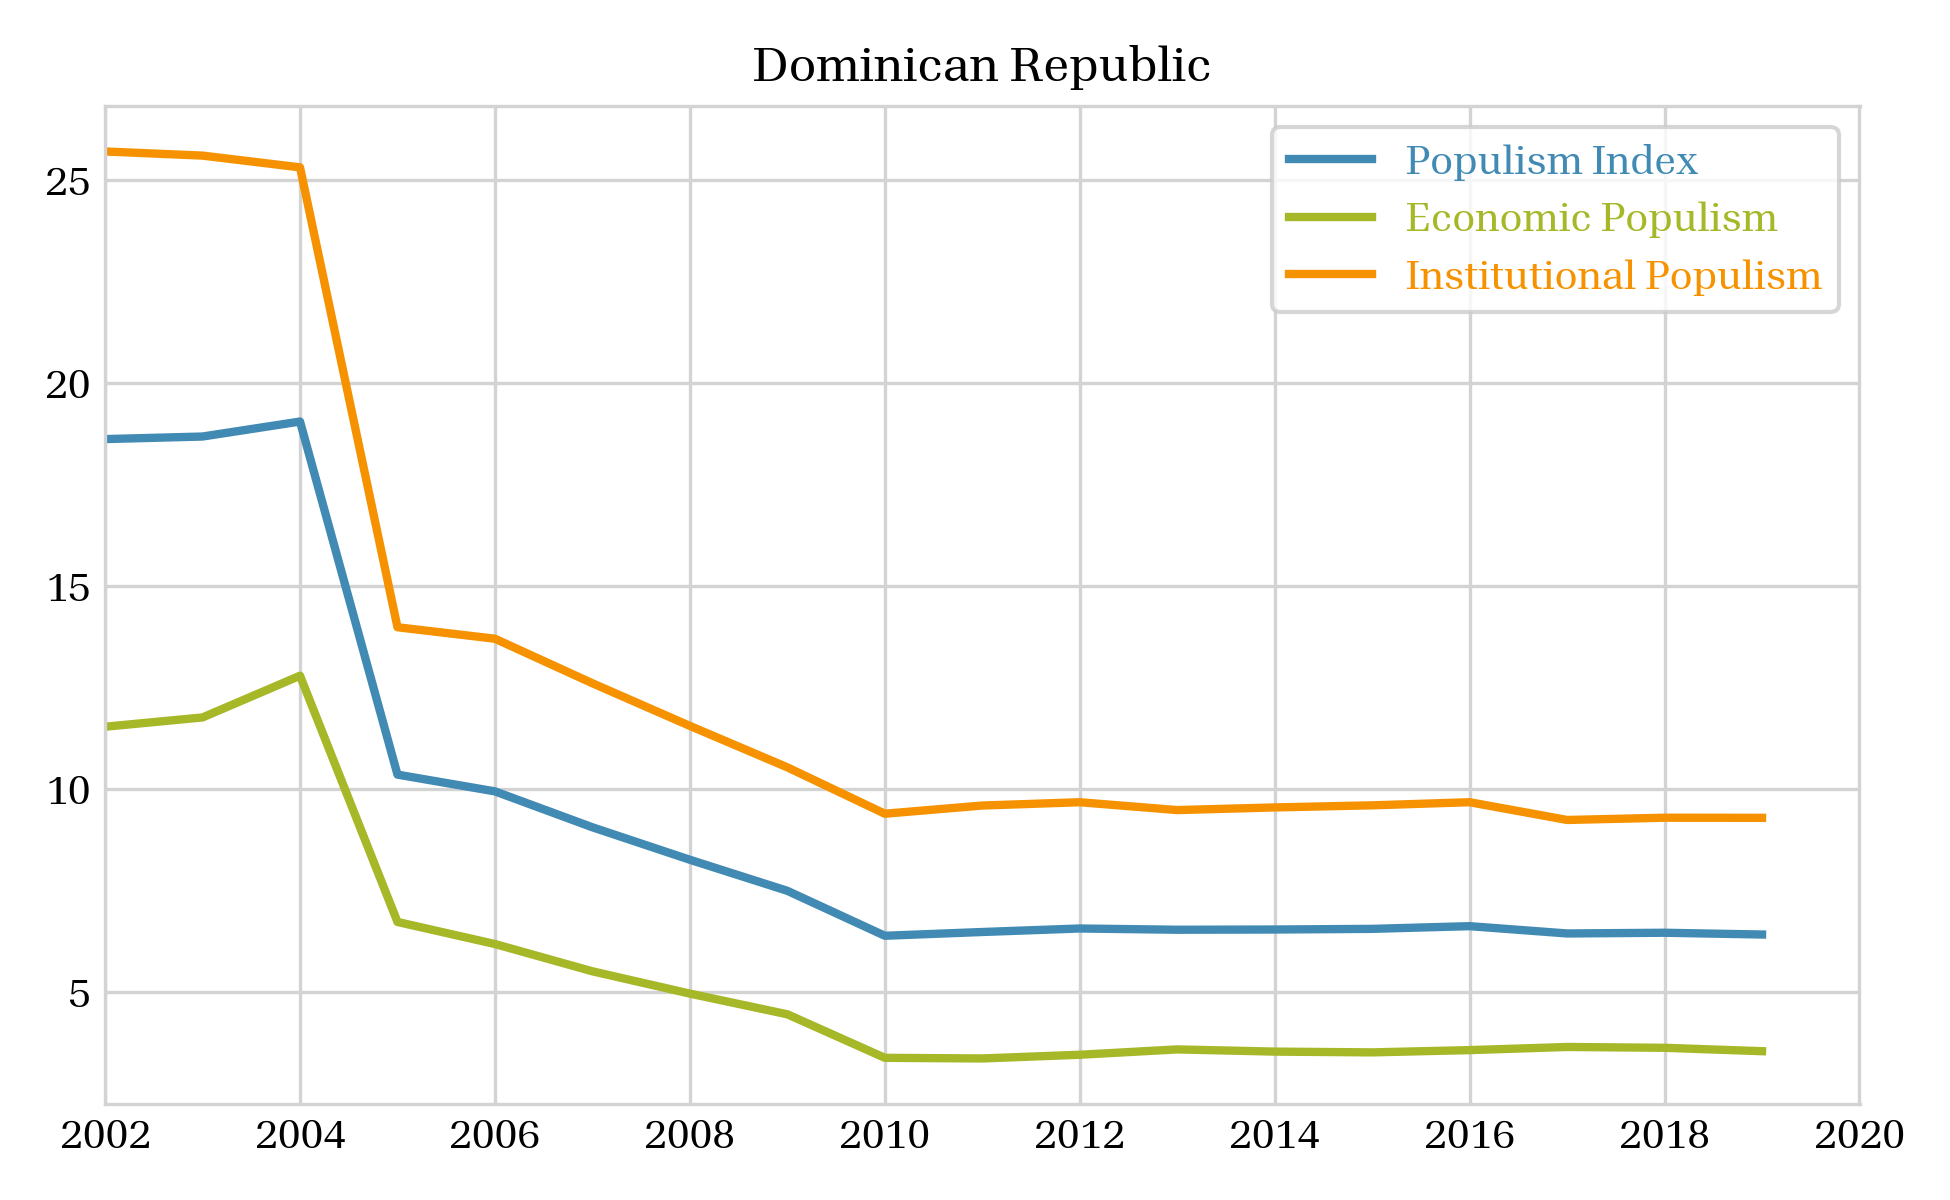 Dominican Republic
Populism Index
Economic Populism
Institutional Populism
25
20
15
10
5
2002 2004 2006 2008 2010 2012 2014 2016 2018 2020